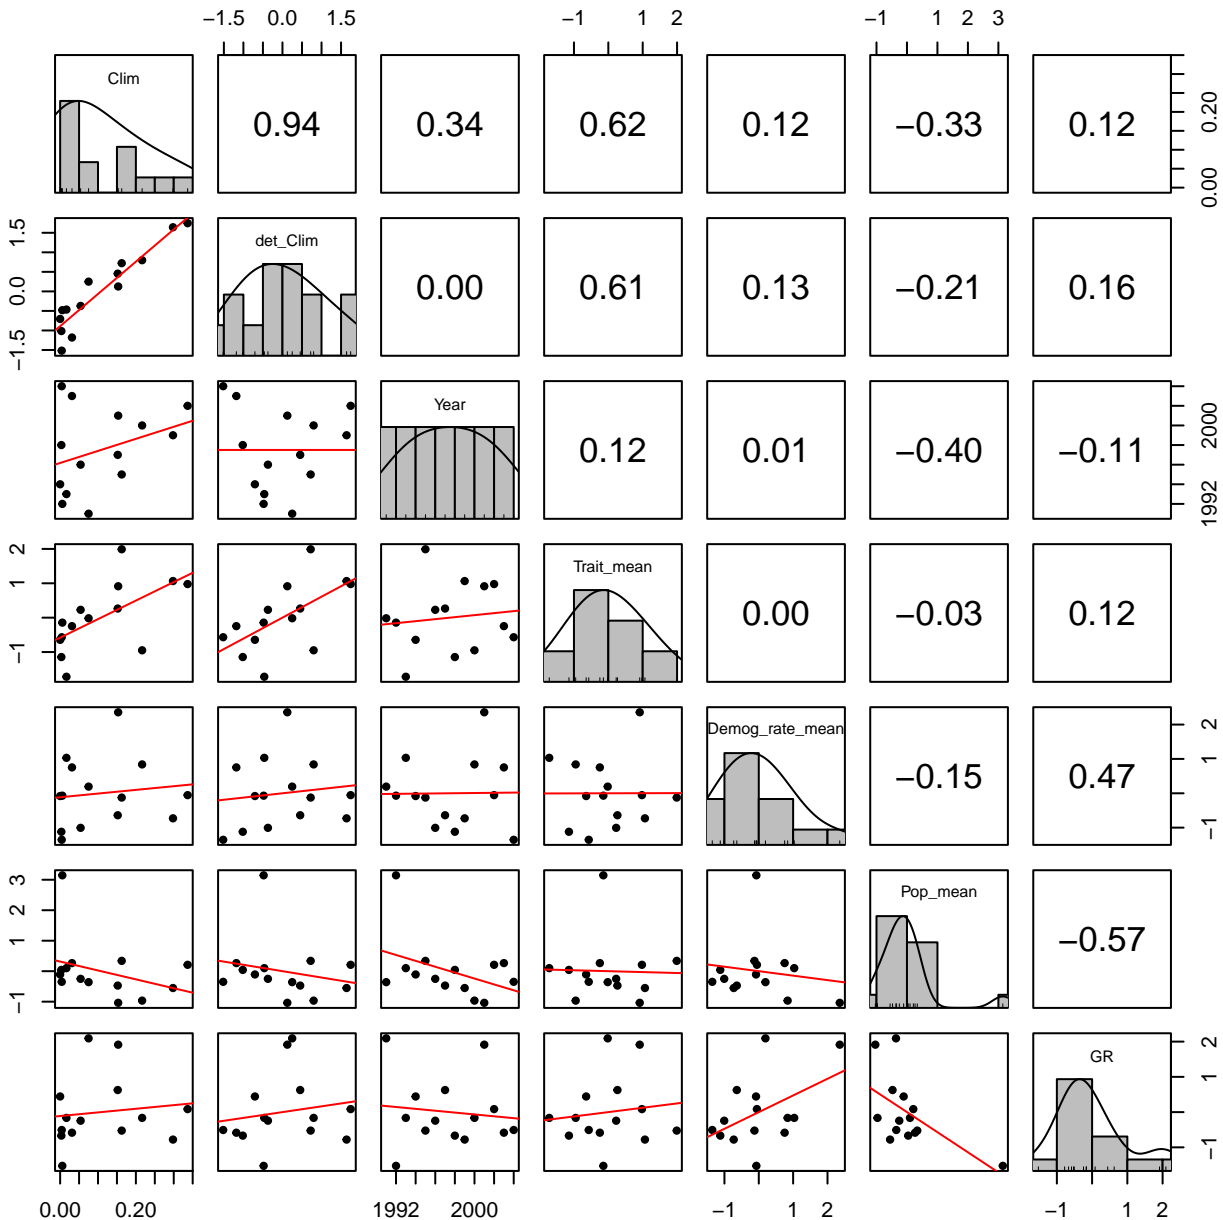 −1.5 0.0 1.5 −1 1 2 −1 1 3
Clim 0.94 0.34 0.62 0.12 −0.33 0.12 0.00 0.20
−1.5 0.0 1.5 det_Clim 0.00 0.61 0.13 −0.21 0.16
Year 0.12 0.01 −0.40 −0.11 1992 2000
−1 1 2 Trait_mean 0.00 −0.03 0.12
Demog_rate_mean −0.15 0.47 −1 1 2
−1 1 2 3 Pop_mean −0.57
GR −1 1 2
0.00 0.20 1992 2000 −1 1 2 −1 1 2